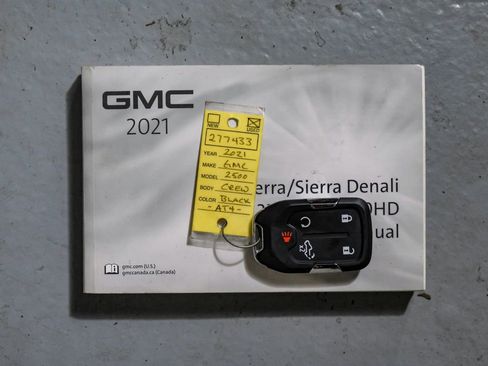 GMC
2021
NEW USED
277433
YEAR 2021
MAKE GMC
MODEL 2500
BODY CREW
COLOR BLACK
- AT4 -
erra/Sierra Denali
0HD
ual
gmc.com (U.S.)
gmccanada.ca (Canada)